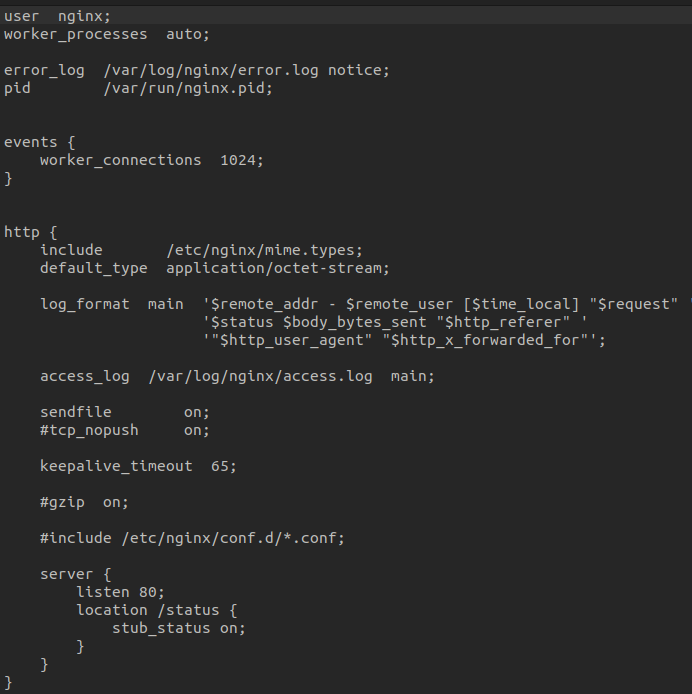 user  nginx;
worker_processes  auto;

error_log  /var/log/nginx/error.log notice;
pid        /var/run/nginx.pid;


events {
    worker_connections  1024;
}


http {
    include       /etc/nginx/mime.types;
    default_type  application/octet-stream;

    log_format  main  '$remote_addr - $remote_user [$time_local] "$request" '
                      '$status $body_bytes_sent "$http_referer" '
                      '"$http_user_agent" "$http_x_forwarded_for"';

    access_log  /var/log/nginx/access.log  main;

    sendfile        on;
    #tcp_nopush     on;

    keepalive_timeout  65;

    #gzip  on;

    #include /etc/nginx/conf.d/*.conf;

    server {
        listen 80;
        location /status {
            stub_status on;
        }
    }
}